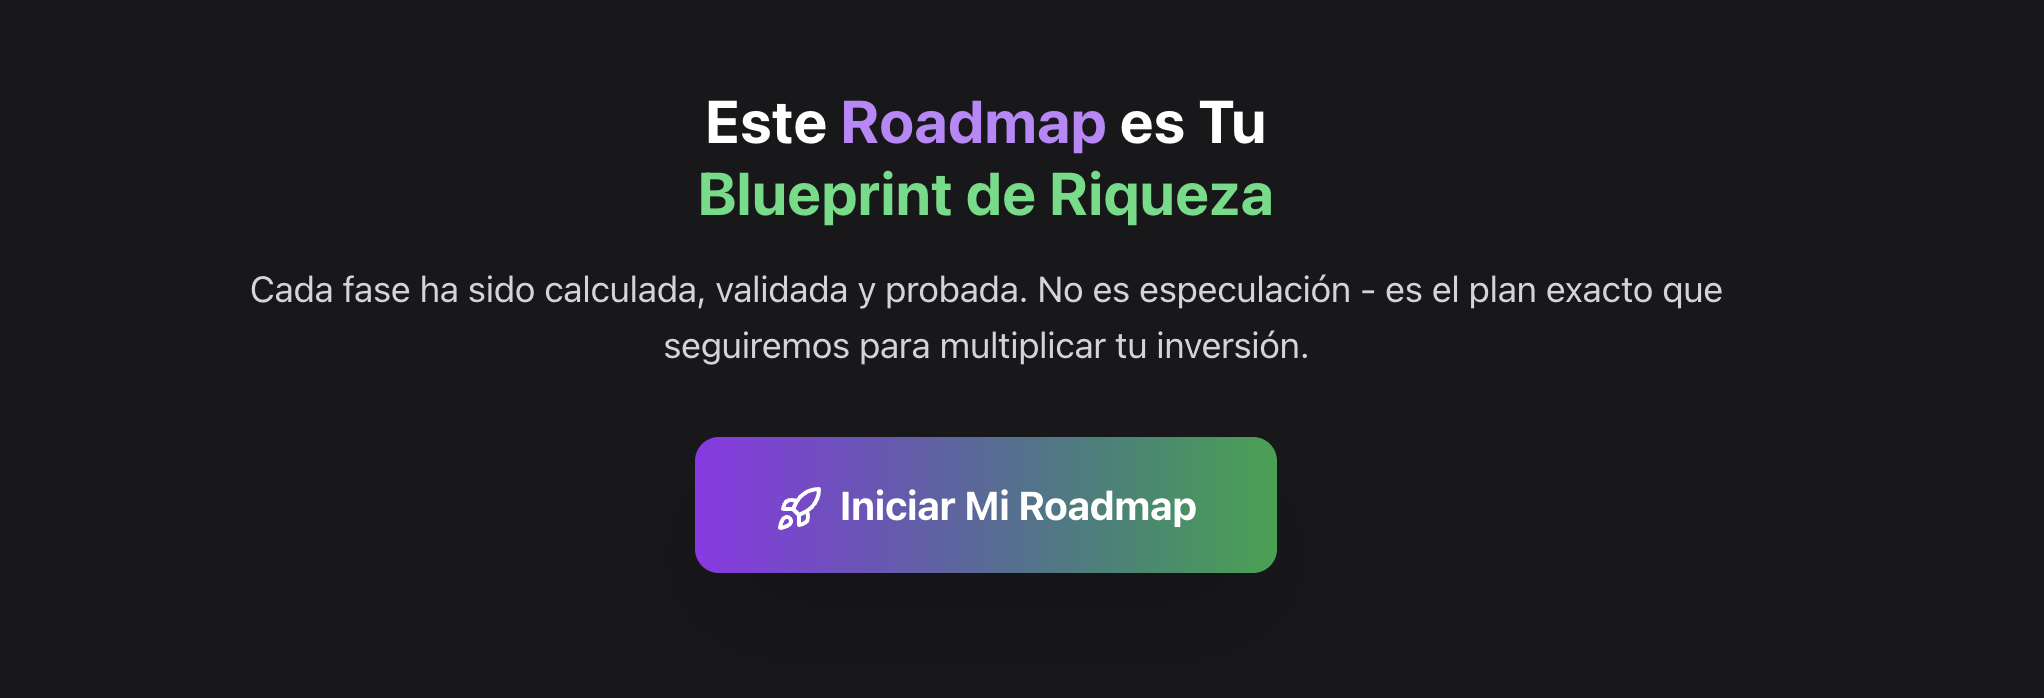 Este Roadmap es Tu
Blueprint de Riqueza
Cada fase ha sido calculada, validada y probada. No es especulación - es el plan exacto que
seguiremos para multiplicar tu inversión.
Iniciar Mi Roadmap